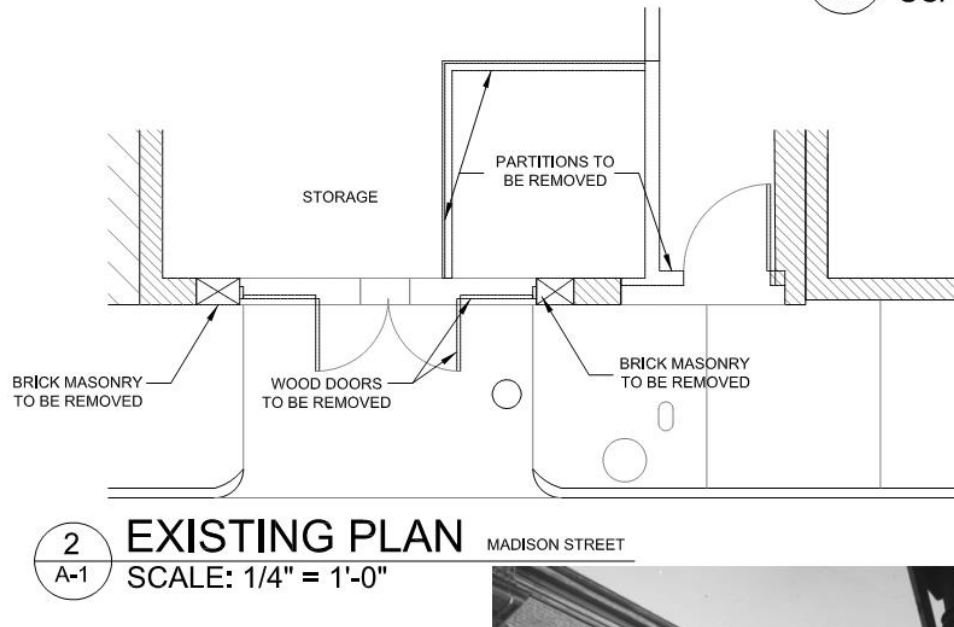 PARTITIONS TO
BE REMOVED
STORAGE
BRICK MASONRY
TO BE REMOVED
WOOD DOORS
TO BE REMOVED
BRICK MASONRY
TO BE REMOVED
2
A-1
EXISTING PLAN
MADISON STREET
SCALE: 1/4" = 1'-0"